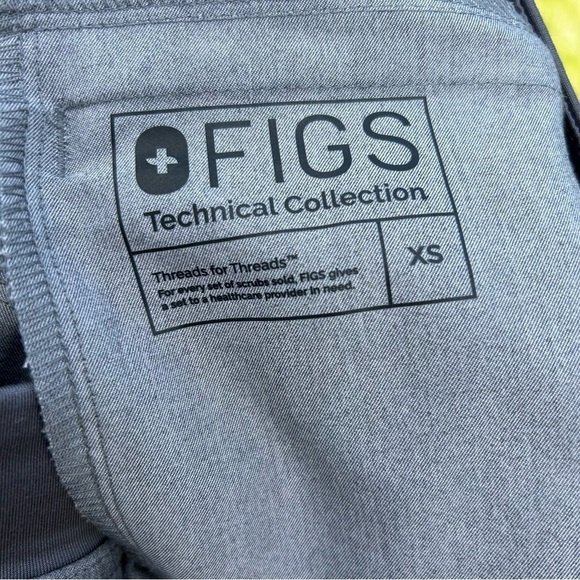 FIGS
Technical Collection
Threads for Threads™
For every set of scrubs sold, FIGS gives
a set to a healthcare provider in need.
XS